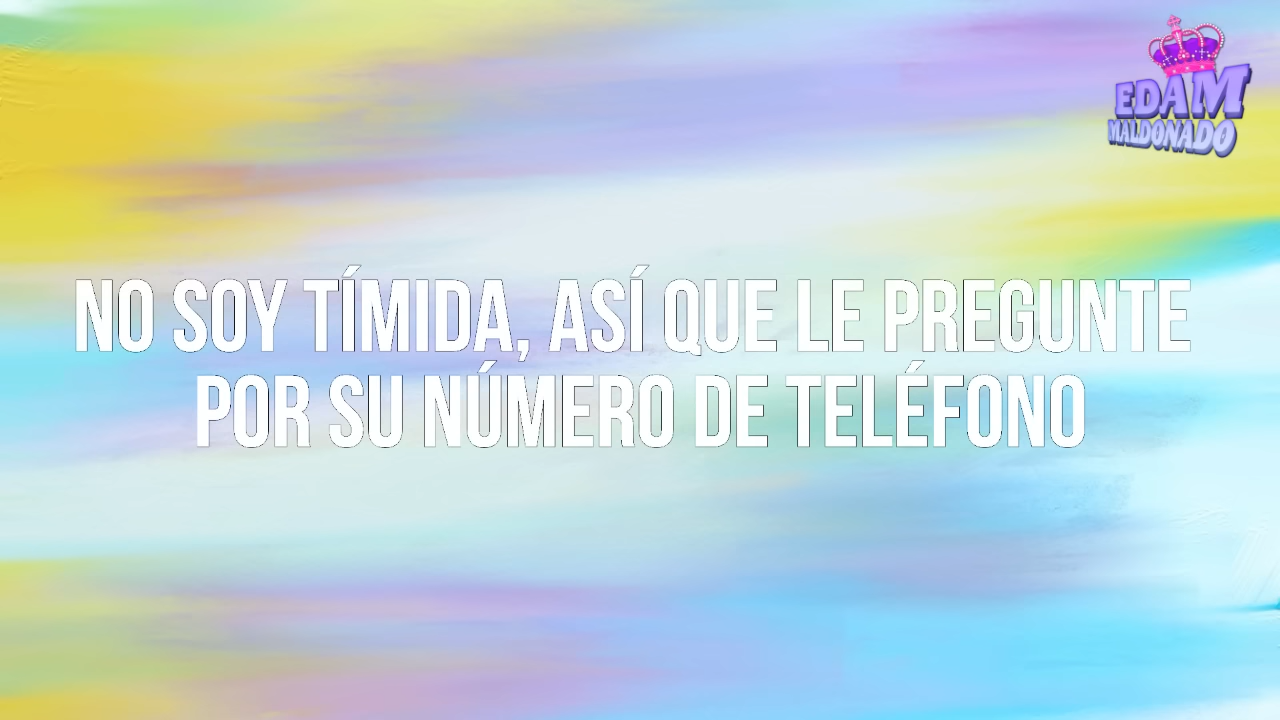 EDAM
MALDONADO
NO SOY TÍMIDA, ASÍ QUE LE PREGUNTE
POR SU NÚMERO DE TELÉFONO